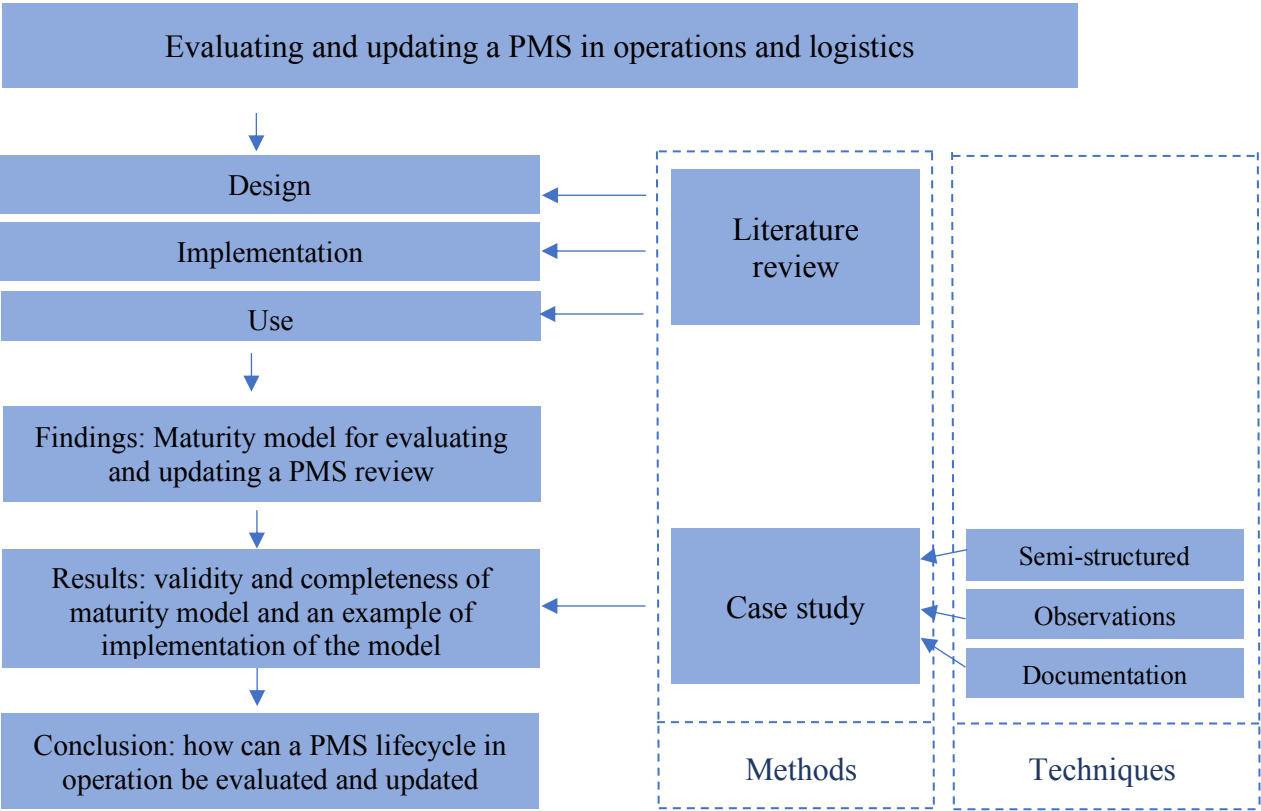 Evaluating and updating a PMS in operations and logistics
Design
Implementation
Use
Literature
review
Findings: Maturity model for evaluating
and updating a PMS review
Results: validity and completeness of
maturity model and an example of
implementation of the model
Case study
Semi-structured
Observations
Documentation
Conclusion: how can a PMS lifecycle in
operation be evaluated and updated
Methods
Techniques